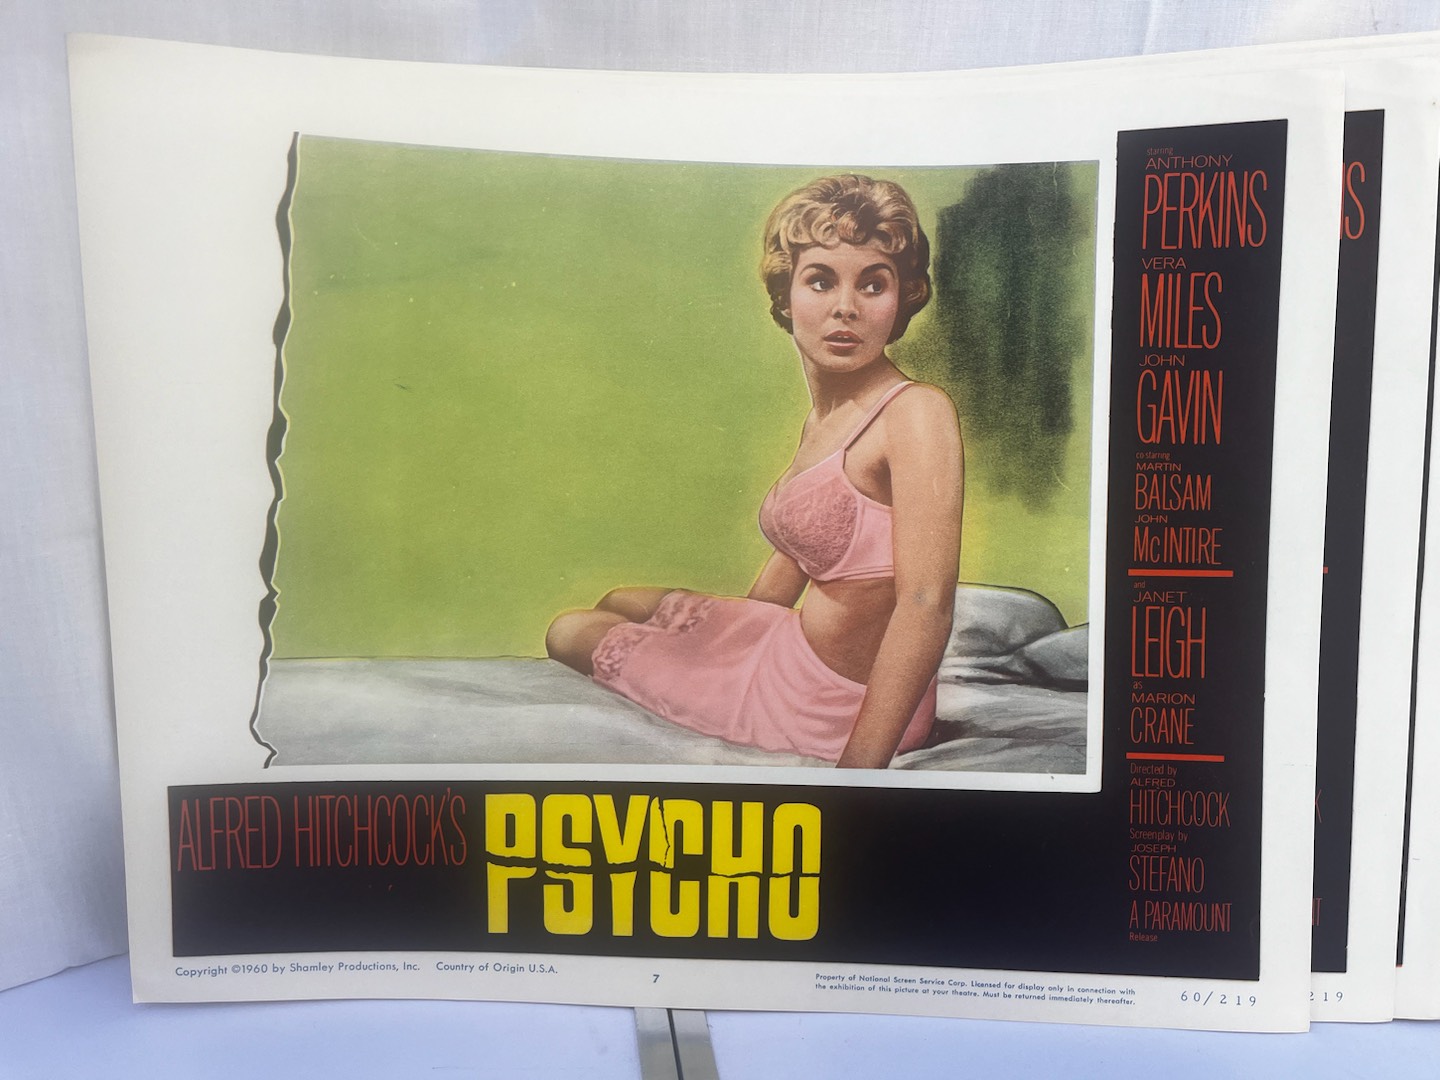 starring
ANTHONY
PERKINS
VERA
MILES
JOHN
GAVIN
co-starring
MARTIN
BALSAM
JOHN
McINTIRE
and
JANET
LEIGH
as
MARION
CRANE
Directed by
ALFRED
HITCHCOCK
Screenplay by
JOSEPH
STEFANO
A PARAMOUNT
Release
ALFRED HITCHCOCK'S PSYCHO
Copyright ©1960 by Shamley Productions, Inc. Country of Origin U.S.A.
7
Property of National Screen Service Corp. Licensed for display only in connection with
the exhibition of this picture at your theatre. Must be returned immediately thereafter.
60/219
NS
K
NT
219